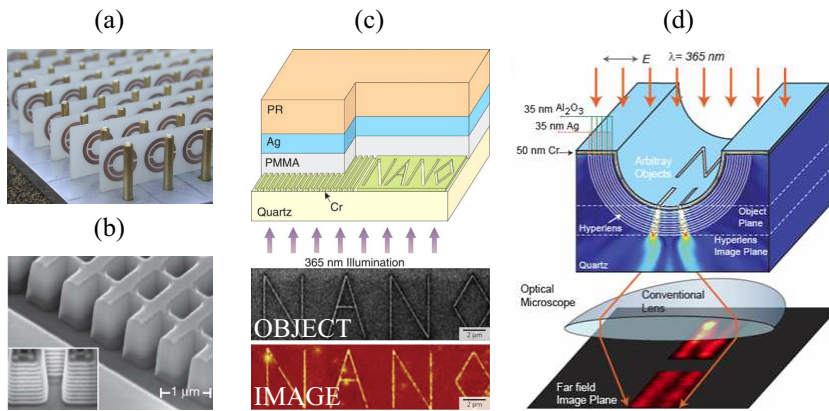 (a)
(b)
1 μm
(c)
PR
Ag
PMMA
NANO
Cr
Quartz
365 nm Illumination
NANO
OBJECT
2 μm
NANO
IMAGE
2 μm
(d)
E
λ= 365 nm
35 nm Al₂O₃
35 nm Ag
50 nm Cr
Arbitray
Objects
Object
Plane
Hyperlens
Hyperlens
Image Plane
Quartz
Optical
Microscope
Conventional
Lens
Far field
Image Plane